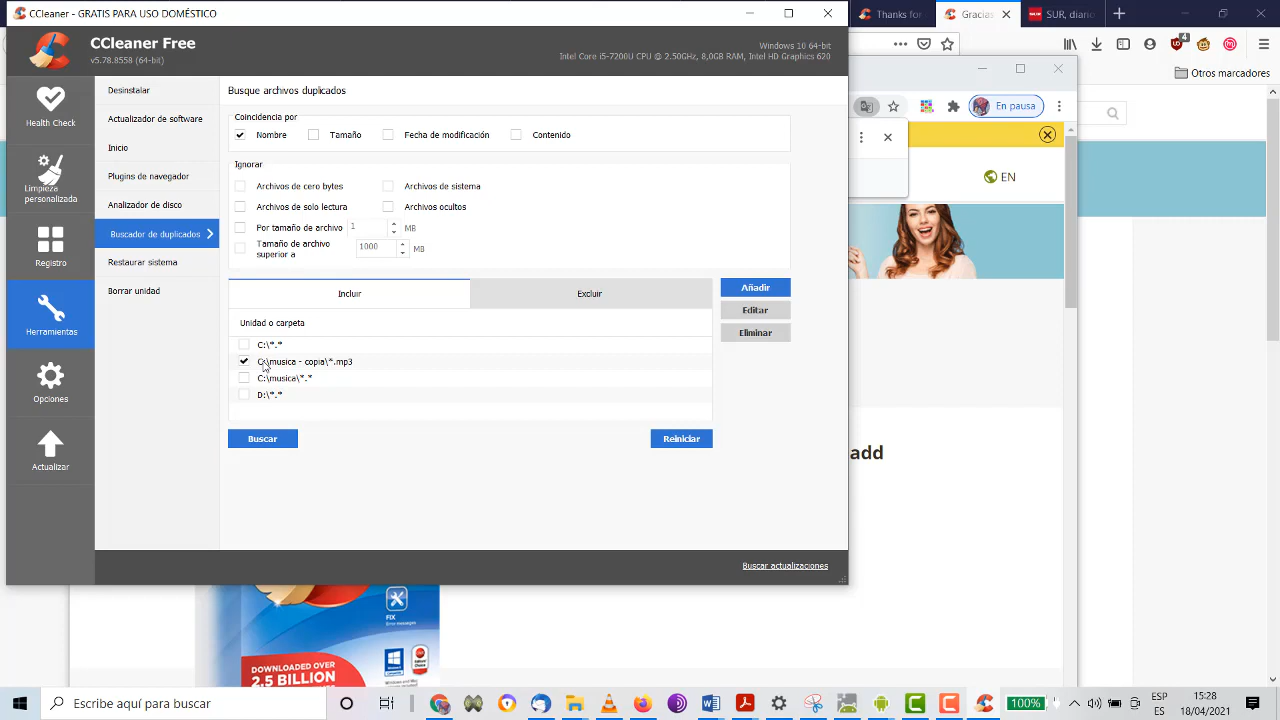 CCleaner - GRATIS PARA USO DOMÉSTICO
Thanks for
Gracias
SUR, diario
CCleaner Free
v5.78.8558 (64-bit)
Windows 10 64-bit
Intel Core i5-7200U CPU @ 2.50GHz, 8,0GB RAM, Intel HD Graphics 620
4
Otros marcadores
En pausa
EN
add
Health Check
Limpieza personalizada
Registro
Herramientas
Opciones
Actualizar
Desinstalar
Actualizador de software
Inicio
Plugins de navegador
Analizador de disco
Buscador de duplicados
Restaurar sistema
Borrar unidad
Busque archivos duplicados
Coincidencia por
Nombre
Tamaño
Fecha de modificación
Contenido
Ignorar
Archivos de cero bytes
Archivos de sistema
Archivos de solo lectura
Archivos ocultos
Por tamaño de archivo
1
MB
Tamaño de archivo superior a
1000
MB
Incluir
Excluir
Añadir
Editar
Eliminar
Unidad o carpeta
C:\*.*
C:\musica - copia\*.mp3
C:\musica\*.*
D:\*.*
Buscar
Reiniciar
Buscar actualizaciones
FIX
Error messages
DOWNLOADED OVER
2.5 BILLION
Escribe aquí para buscar
100%
ESP
ES
15:28
18/04/2021